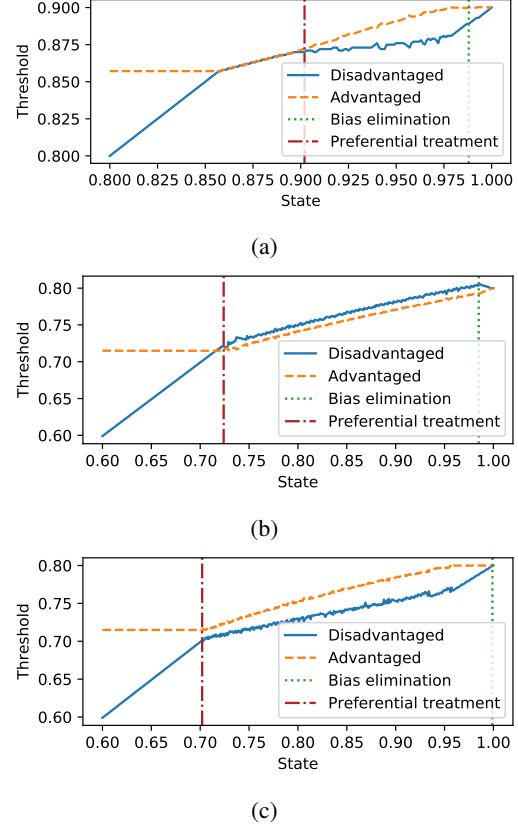 0.900
0.875
0.850
0.825
0.800
Threshold
Disadvantaged
Advantaged
Bias elimination
Preferential treatment
0.800 0.825 0.850 0.875 0.900 0.925 0.950 0.975 1.000
State
(a)
0.80
0.75
0.70
0.65
0.60
Threshold
Disadvantaged
Advantaged
Bias elimination
Preferential treatment
0.60 0.65 0.70 0.75 0.80 0.85 0.90 0.95 1.00
State
(b)
0.80
0.75
0.70
0.65
0.60
Threshold
Disadvantaged
Advantaged
Bias elimination
Preferential treatment
0.60 0.65 0.70 0.75 0.80 0.85 0.90 0.95 1.00
State
(c)